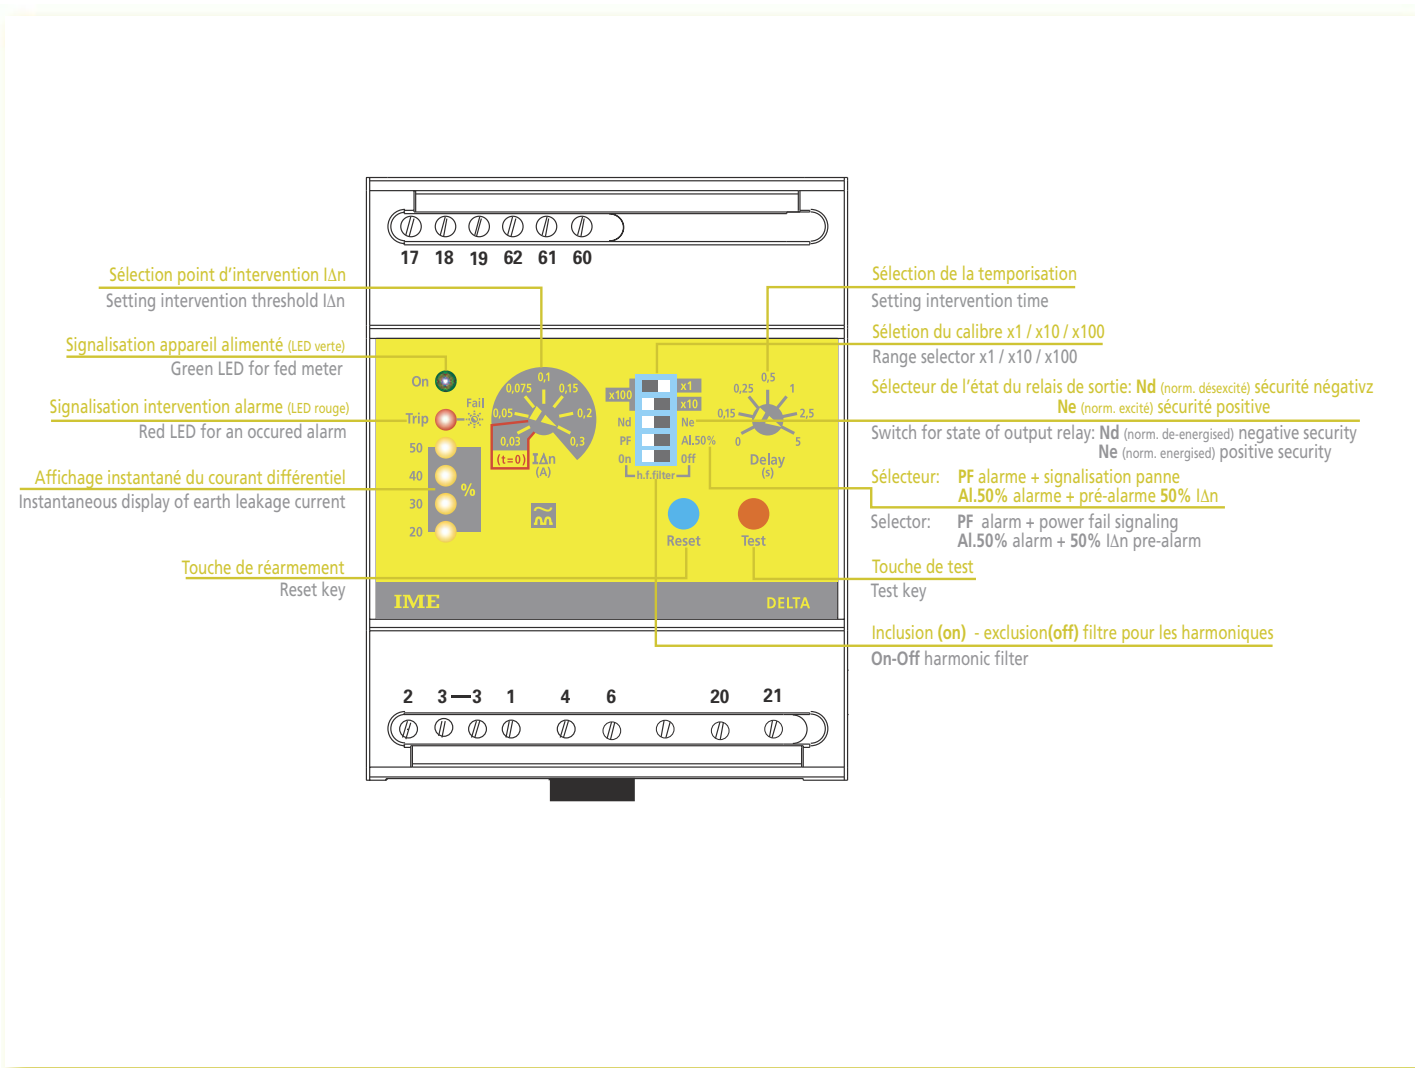 17 18 19 62 61 60
Sélection point d'intervention I∆n
Setting intervention threshold I∆n
Signalisation appareil alimenté (LED verte)
Green LED for fed meter
Signalisation intervention alarme (LED rouge)
Red LED for an occured alarm
Affichage instantané du courant différentiel
Instantaneous display of earth leakage current
Touche de réarmement
Reset key
On
Trip
Fail
50
40
30
20
%
0,03
0,05
0,075
0,1
0,15
0,2
0,3
(t=0)
I∆n
(A)
x100
x1
x10
Nd Ne
PF Al.50%
On Off
h.f.filter
0
0,15
0,25
0,5
1
2,5
5
Delay
(s)
Reset
Test
IME
DELTA
Sélection de la temporisation
Setting intervention time
Séletion du calibre x1 / x10 / x100
Range selector x1 / x10 / x100
Sélecteur de l'état du relais de sortie: Nd (norm. désexcité) sécurité négativz
Ne (norm. excité) sécurité positive
Switch for state of output relay: Nd (norm. de-energised) negative security
Ne (norm. energised) positive security
Sélecteur: PF alarme + signalisation panne
Al.50% alarme + pré-alarme 50% I∆n
Selector: PF alarm + power fail signaling
Al.50% alarm + 50% I∆n pre-alarm
Touche de test
Test key
Inclusion (on) - exclusion(off) filtre pour les harmoniques
On-Off harmonic filter
2 3—3 1 4 6 20 21